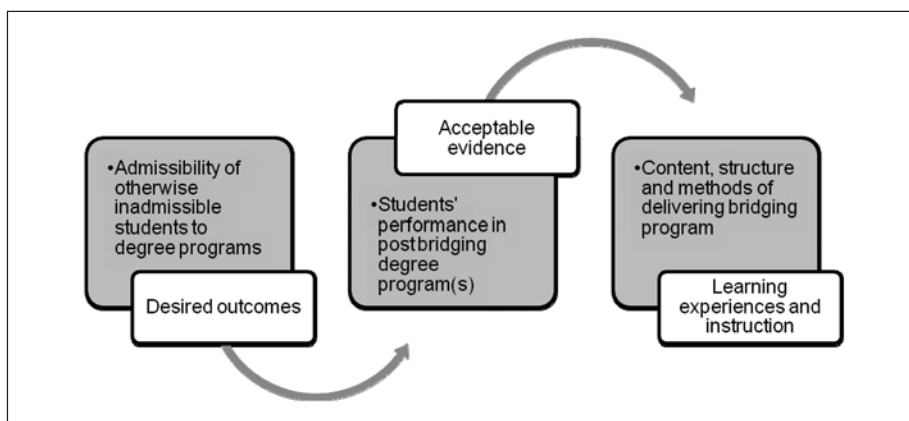 •Admissibility of
otherwise
inadmissible
students to
degree programs
Desired outcomes
Acceptable
evidence
•Students'
performance in
post bridging
degree
program(s)
•Content, structure
and methods of
delivering bridging
program
Learning
experiences and
instruction